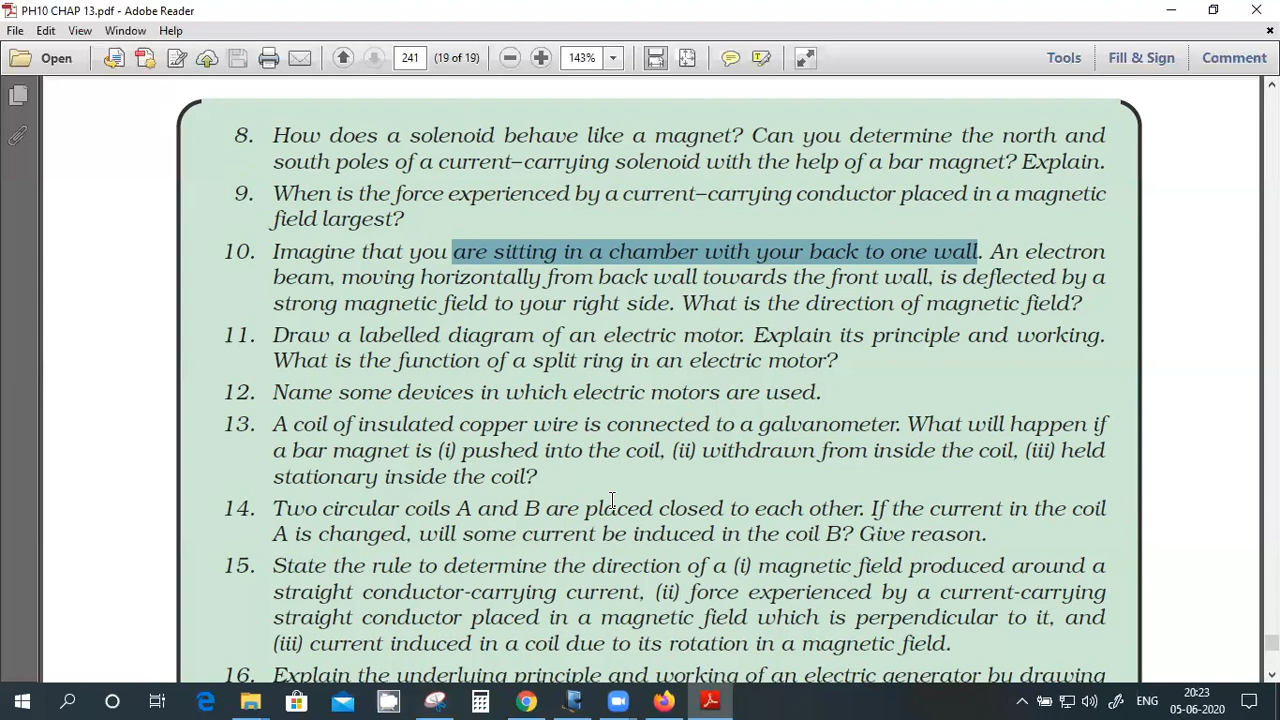 PH10 CHAP 13.pdf - Adobe Reader
File Edit View Window Help
Open 241 (19 of 19) 143% Tools Fill & Sign Comment
8. How does a solenoid behave like a magnet? Can you determine the north and
south poles of a current–carrying solenoid with the help of a bar magnet? Explain.
9. When is the force experienced by a current–carrying conductor placed in a magnetic
field largest?
10. Imagine that you are sitting in a chamber with your back to one wall. An electron
beam, moving horizontally from back wall towards the front wall, is deflected by a
strong magnetic field to your right side. What is the direction of magnetic field?
11. Draw a labelled diagram of an electric motor. Explain its principle and working.
What is the function of a split ring in an electric motor?
12. Name some devices in which electric motors are used.
13. A coil of insulated copper wire is connected to a galvanometer. What will happen if
a bar magnet is (i) pushed into the coil, (ii) withdrawn from inside the coil, (iii) held
stationary inside the coil?
14. Two circular coils A and B are placed closed to each other. If the current in the coil
A is changed, will some current be induced in the coil B? Give reason.
15. State the rule to determine the direction of a (i) magnetic field produced around a
straight conductor-carrying current, (ii) force experienced by a current-carrying
straight conductor placed in a magnetic field which is perpendicular to it, and
(iii) current induced in a coil due to its rotation in a magnetic field.
16. Explain the underlying principle and working of an electric generator by drawing
ENG
20:23
05-06-2020